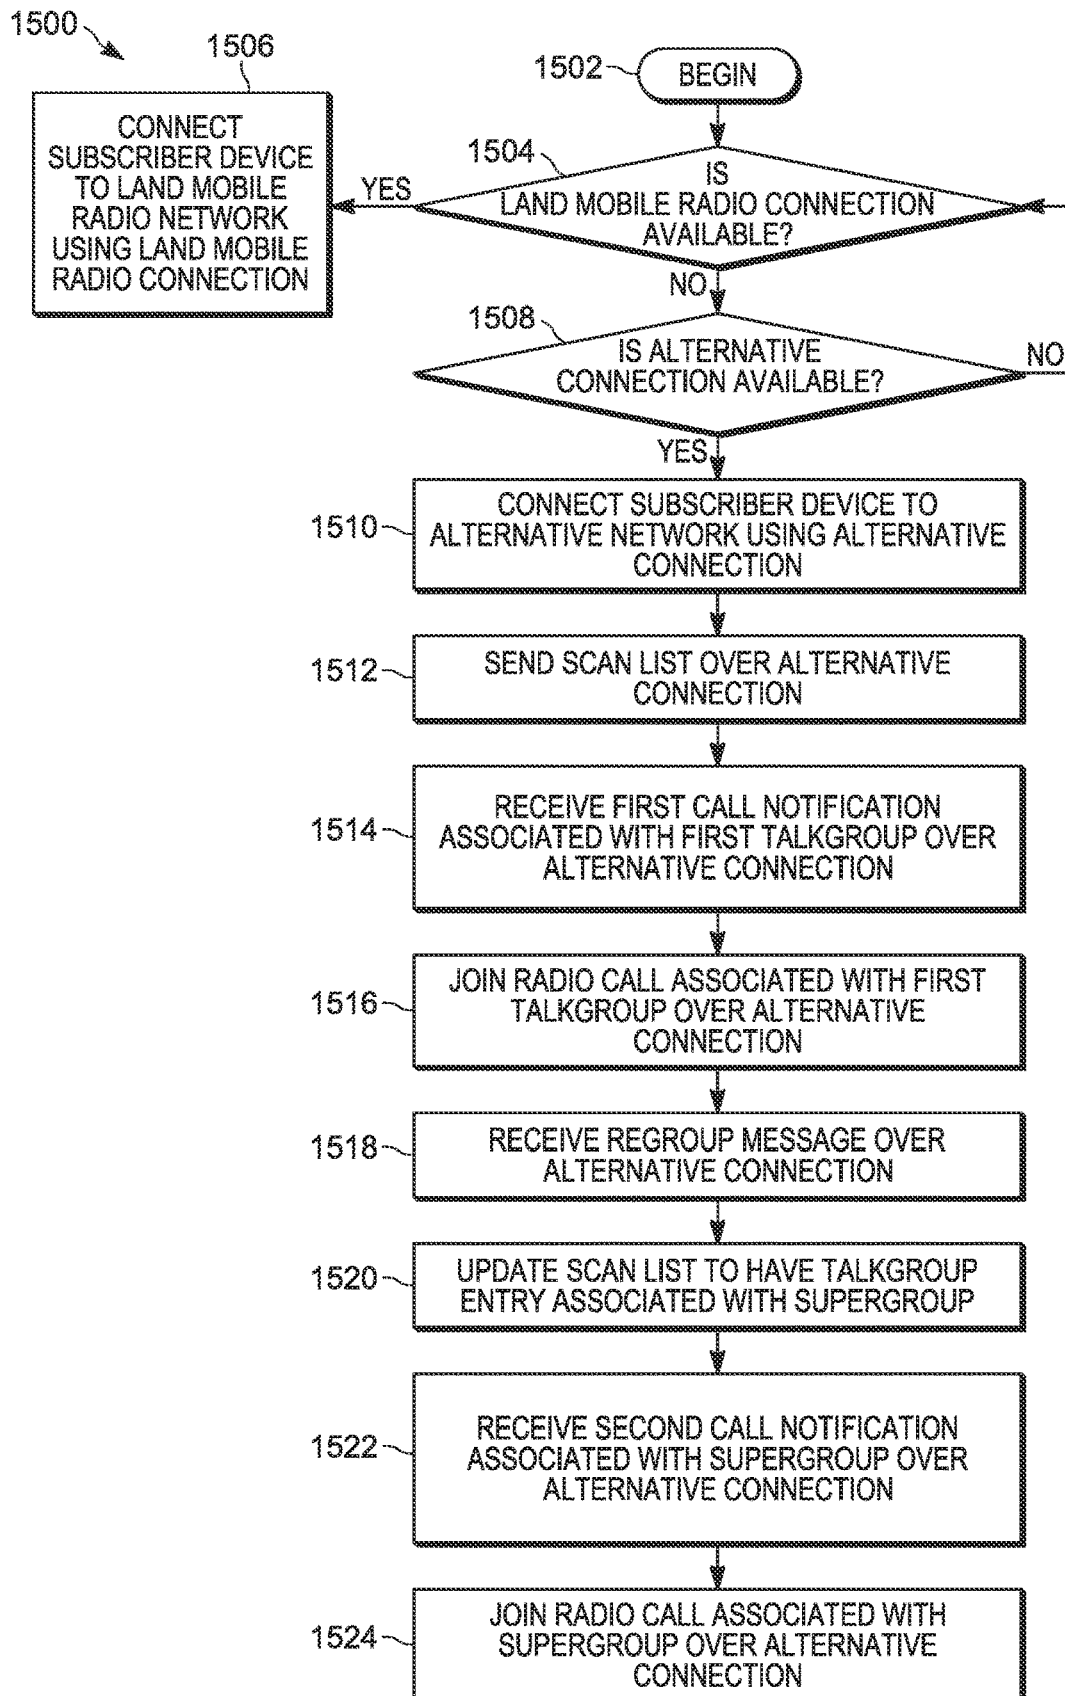 1500
1506
CONNECT
SUBSCRIBER DEVICE
TO LAND MOBILE
RADIO NETWORK
USING LAND MOBILE
RADIO CONNECTION
1502
BEGIN
1504
IS
LAND MOBILE RADIO CONNECTION
AVAILABLE?
YES
NO
1508
IS ALTERNATIVE
CONNECTION AVAILABLE?
NO
YES
1510
CONNECT SUBSCRIBER DEVICE TO
ALTERNATIVE NETWORK USING ALTERNATIVE
CONNECTION
1512
SEND SCAN LIST OVER ALTERNATIVE
CONNECTION
1514
RECEIVE FIRST CALL NOTIFICATION
ASSOCIATED WITH FIRST TALKGROUP OVER
ALTERNATIVE CONNECTION
1516
JOIN RADIO CALL ASSOCIATED WITH FIRST
TALKGROUP OVER ALTERNATIVE
CONNECTION
1518
RECEIVE REGROUP MESSAGE OVER
ALTERNATIVE CONNECTION
1520
UPDATE SCAN LIST TO HAVE TALKGROUP
ENTRY ASSOCIATED WITH SUPERGROUP
1522
RECEIVE SECOND CALL NOTIFICATION
ASSOCIATED WITH SUPERGROUP OVER
ALTERNATIVE CONNECTION
1524
JOIN RADIO CALL ASSOCIATED WITH
SUPERGROUP OVER ALTERNATIVE
CONNECTION